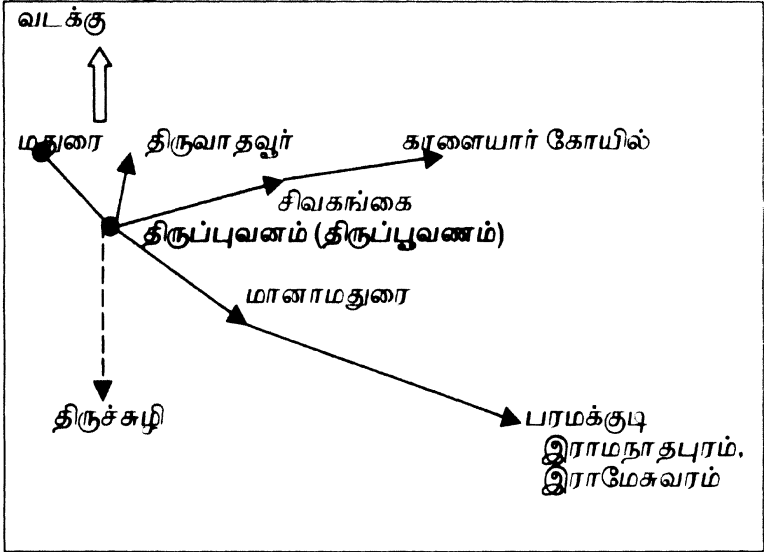 வடக்கு
மதுரை
திருவாதவூர்
காளையார் கோயில்
சிவகங்கை
திருப்புவனம் (திருப்பூவணம்)
மானாமதுரை
திருச்சுழி
பரமக்குடி
இராமநாதபுரம்,
இராமேசுவரம்